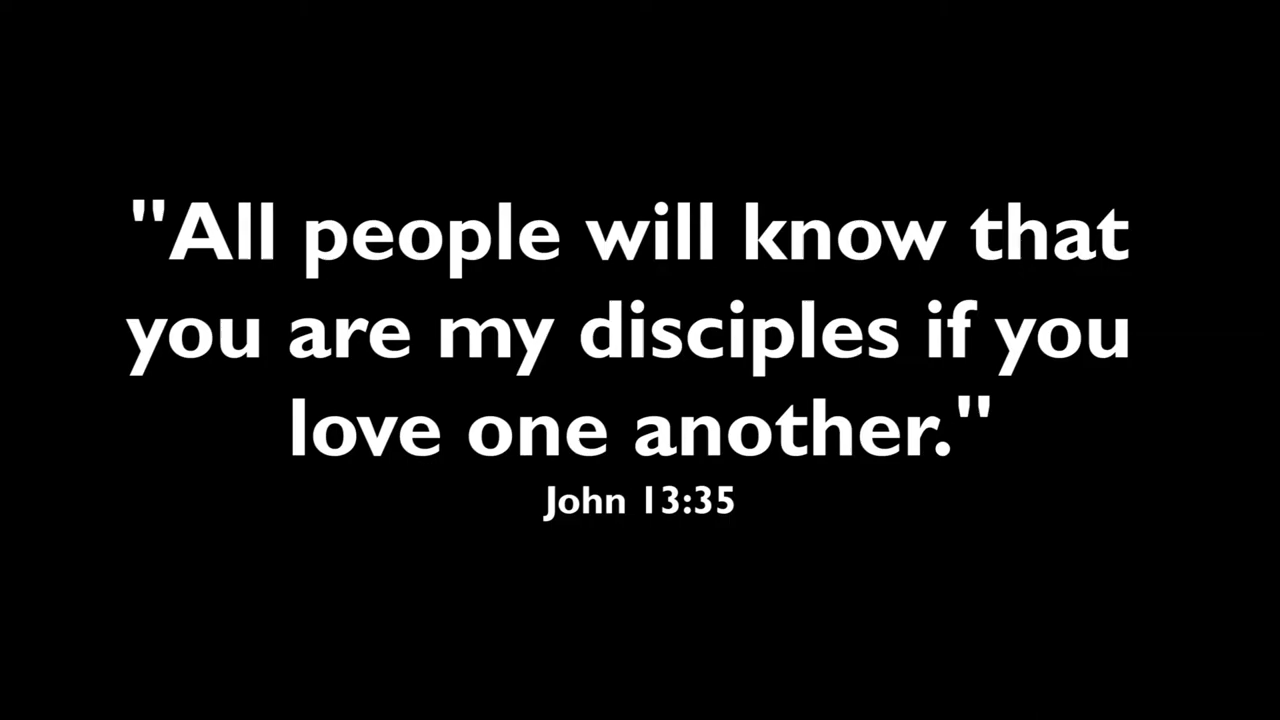 "All people will know that
you are my disciples if you
love one another."
John 13:35